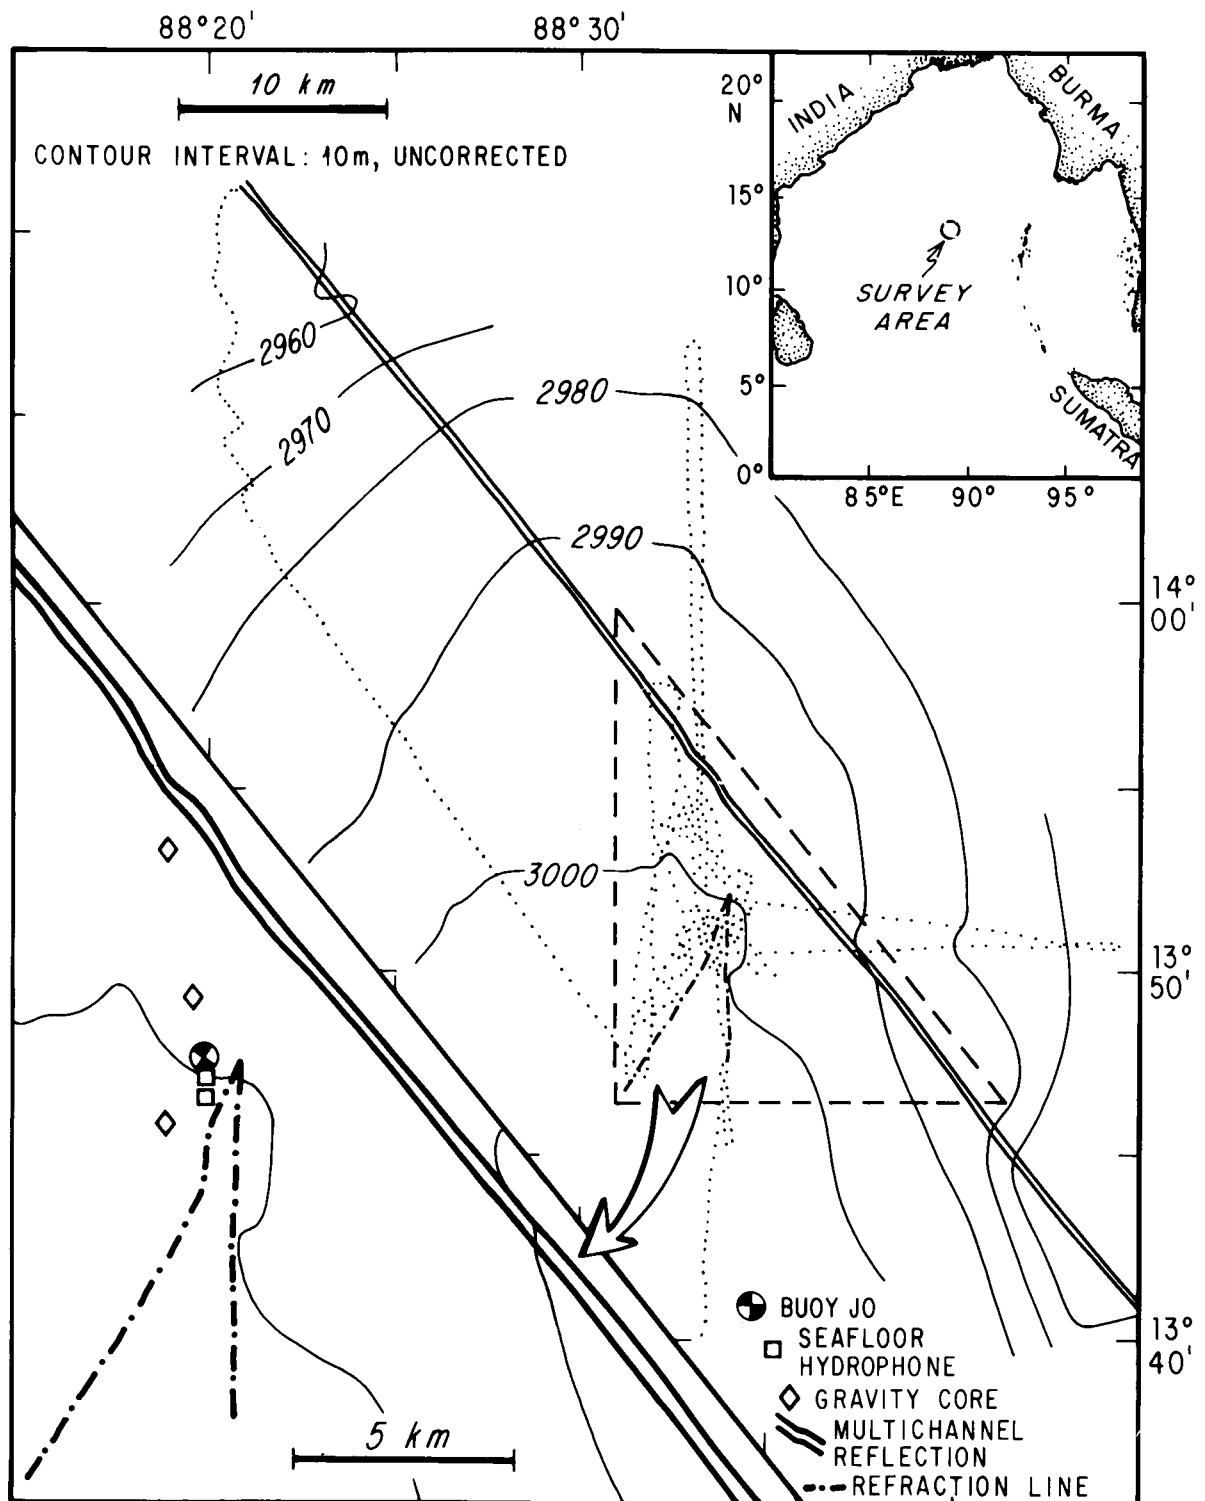 88°20'
88°30'
10 km
CONTOUR INTERVAL: 10m, UNCORRECTED
20°
N
INDIA
BURMA
15°
10°
SURVEY
AREA
5°
SUMATRA
0°
85°E
90°
95°
2960
2970
2980
2990
3000
14°
00'
13°
50'
13°
40'
BUOY JO
SEAFLOOR
HYDROPHONE
GRAVITY CORE
MULTICHANNEL
REFLECTION
REFRACTION LINE
5 km